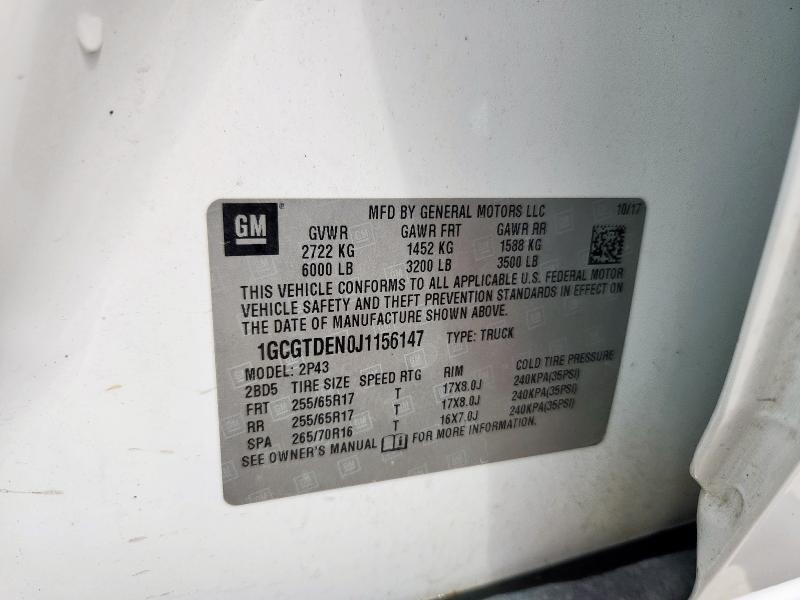 GM
MFD BY GENERAL MOTORS LLC 10/17
GVWR GAWR FRT GAWR RR
2722 KG 1452 KG 1588 KG
6000 LB 3200 LB 3500 LB
THIS VEHICLE CONFORMS TO ALL APPLICABLE U.S. FEDERAL MOTOR
VEHICLE SAFETY AND THEFT PREVENTION STANDARDS IN EFFECT ON
THE DATE OF MANUFACTURE SHOWN ABOVE.
1GCGTDEN0J1156147 TYPE: TRUCK
MODEL: 2P43
2BD5 TIRE SIZE SPEED RTG RIM COLD TIRE PRESSURE
FRT 255/65R17 T 17X8.0J 240KPA(35PSI)
RR 255/65R17 T 17X8.0J 240KPA(35PSI)
SPA 265/70R16 T 16X7.0J 240KPA(35PSI)
SEE OWNER'S MANUAL FOR MORE INFORMATION.